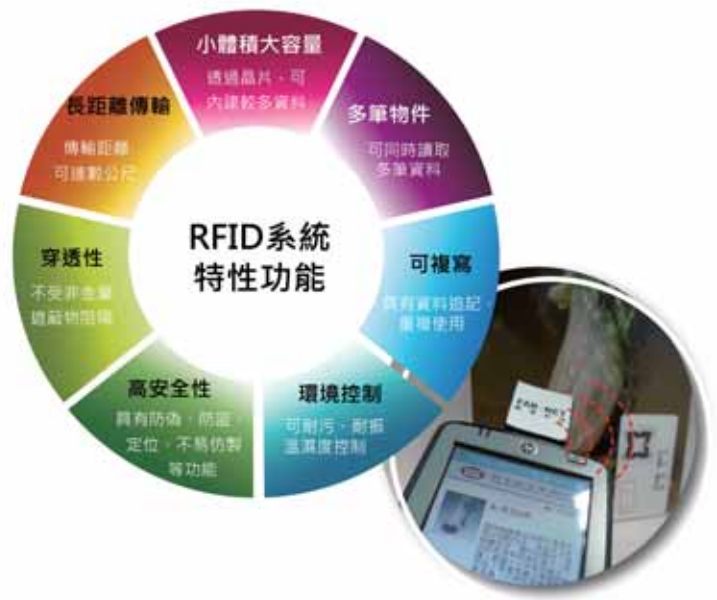 RFID系統
特性功能
小體積大容量
透過晶片，可
內建較多資料
多筆物件
可同時讀取
多筆資料
可複寫
具有資料追記、
重複使用
環境控制
可耐污、耐振
溫濕度控制
高安全性
具有防偽、防盜、
定位、不易仿製
等功能
穿透性
不受非金屬
遮蔽物阻隔
長距離傳輸
傳輸距離
可達數公尺